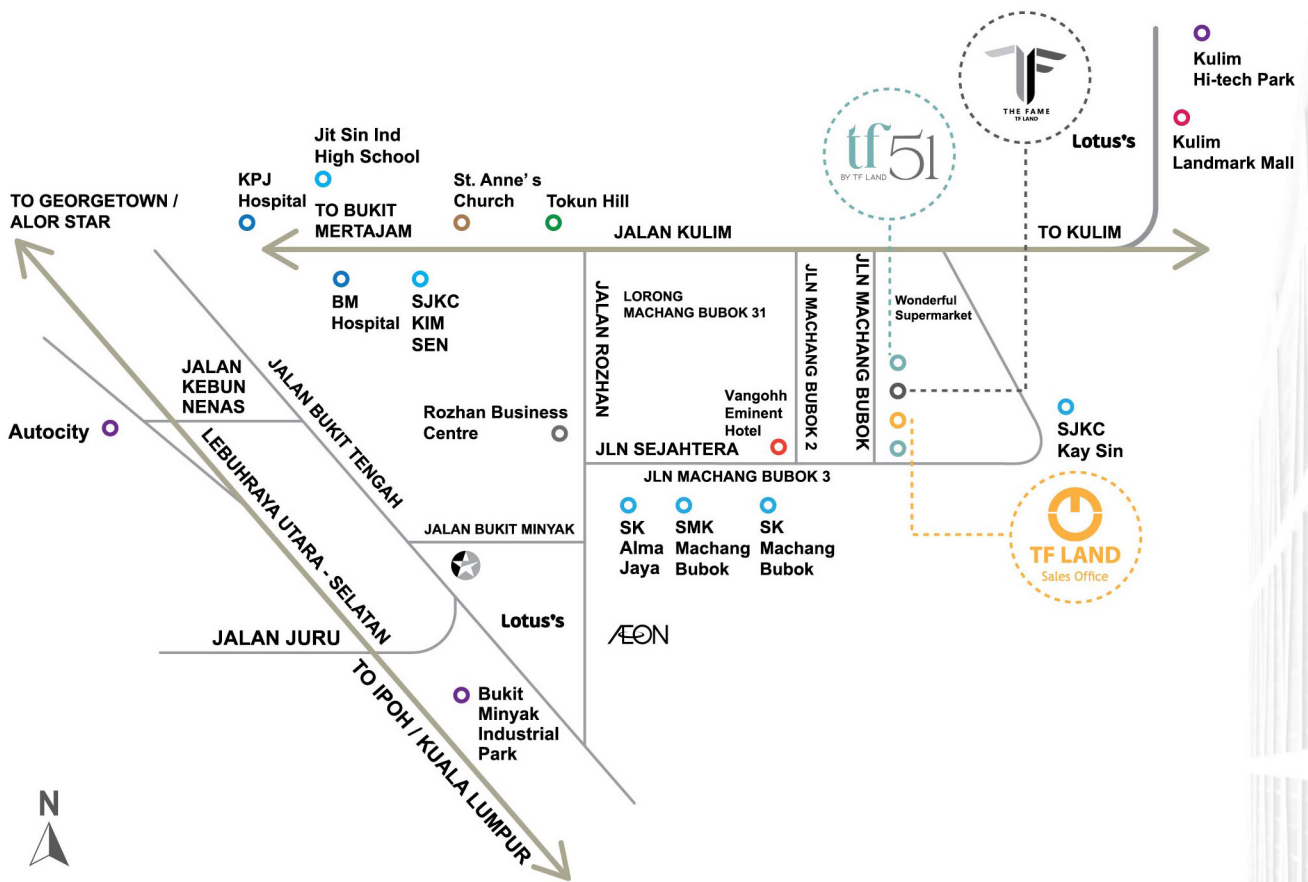 Kulim
Hi-tech Park
THE FAME
TF LAND
Kulim
Landmark Mall
Lotus's
tf 51
BY TF LAND
Jit Sin Ind
High School
KPJ
Hospital
St. Anne' s
Church
Tokun Hill
TO GEORGETOWN /
ALOR STAR
TO BUKIT
MERTAJAM
JALAN KULIM
TO KULIM
BM
Hospital
SJKC
KIM
SEN
JALAN ROZHAN
LORONG
MACHANG BUBOK 31
JLN MACHANG BUBOK 2
JLN MACHANG BUBOK
Wonderful
Supermarket
JALAN
KEBUN
NENAS
JALAN BUKIT TENGAH
Autocity
LEBUHRAYA UTARA - SELATAN
Rozhan Business
Centre
Vangohh
Eminent
Hotel
JLN SEJAHTERA
SJKC
Kay Sin
JLN MACHANG BUBOK 3
JALAN BUKIT MINYAK
SK
Alma
Jaya
SMK
Machang
Bubok
SK
Machang
Bubok
TF LAND
Sales Office
Lotus's
ÆON
JALAN JURU
TO IPOH / KUALA LUMPUR
Bukit
Minyak
Industrial
Park
N